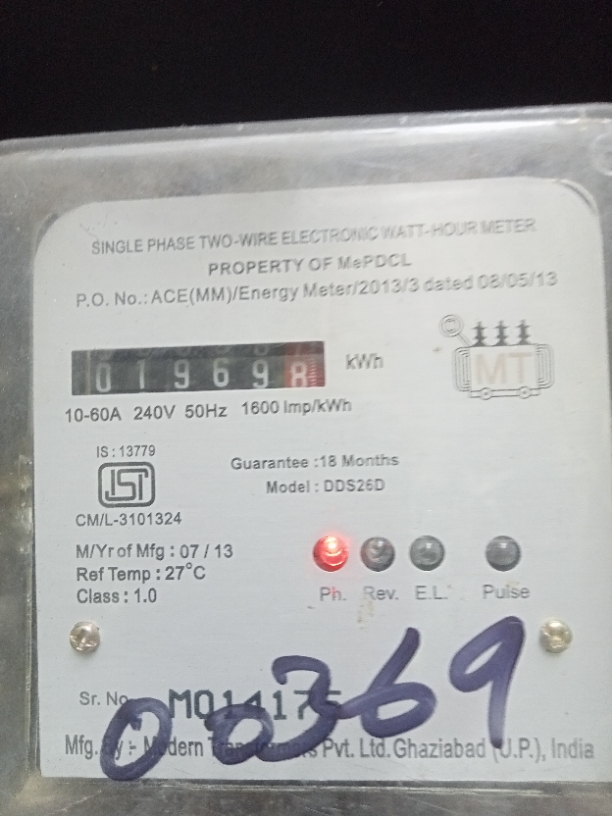 SINGLE PHASE TWO-WIRE ELECTRONIC WATT-HOUR METER
PROPERTY OF MePDCL
P.O. No.: ACE(MM)/Energy Meter/2013/3 dated 08/05/13
019698 kWh
MT
10-60A 240V 50Hz 1600 Imp/kWh
IS : 13779
Guarantee :18 Months
Model : DDS26D
CM/L-3101324
M/Yr of Mfg : 07 / 13
Ref Temp : 27°C
Class : 1.0
Ph. Rev. E.L. Pulse
Sr. No.
00369
Mfg. By :- Modern Transformers Pvt. Ltd. Ghaziabad (U.P.), India